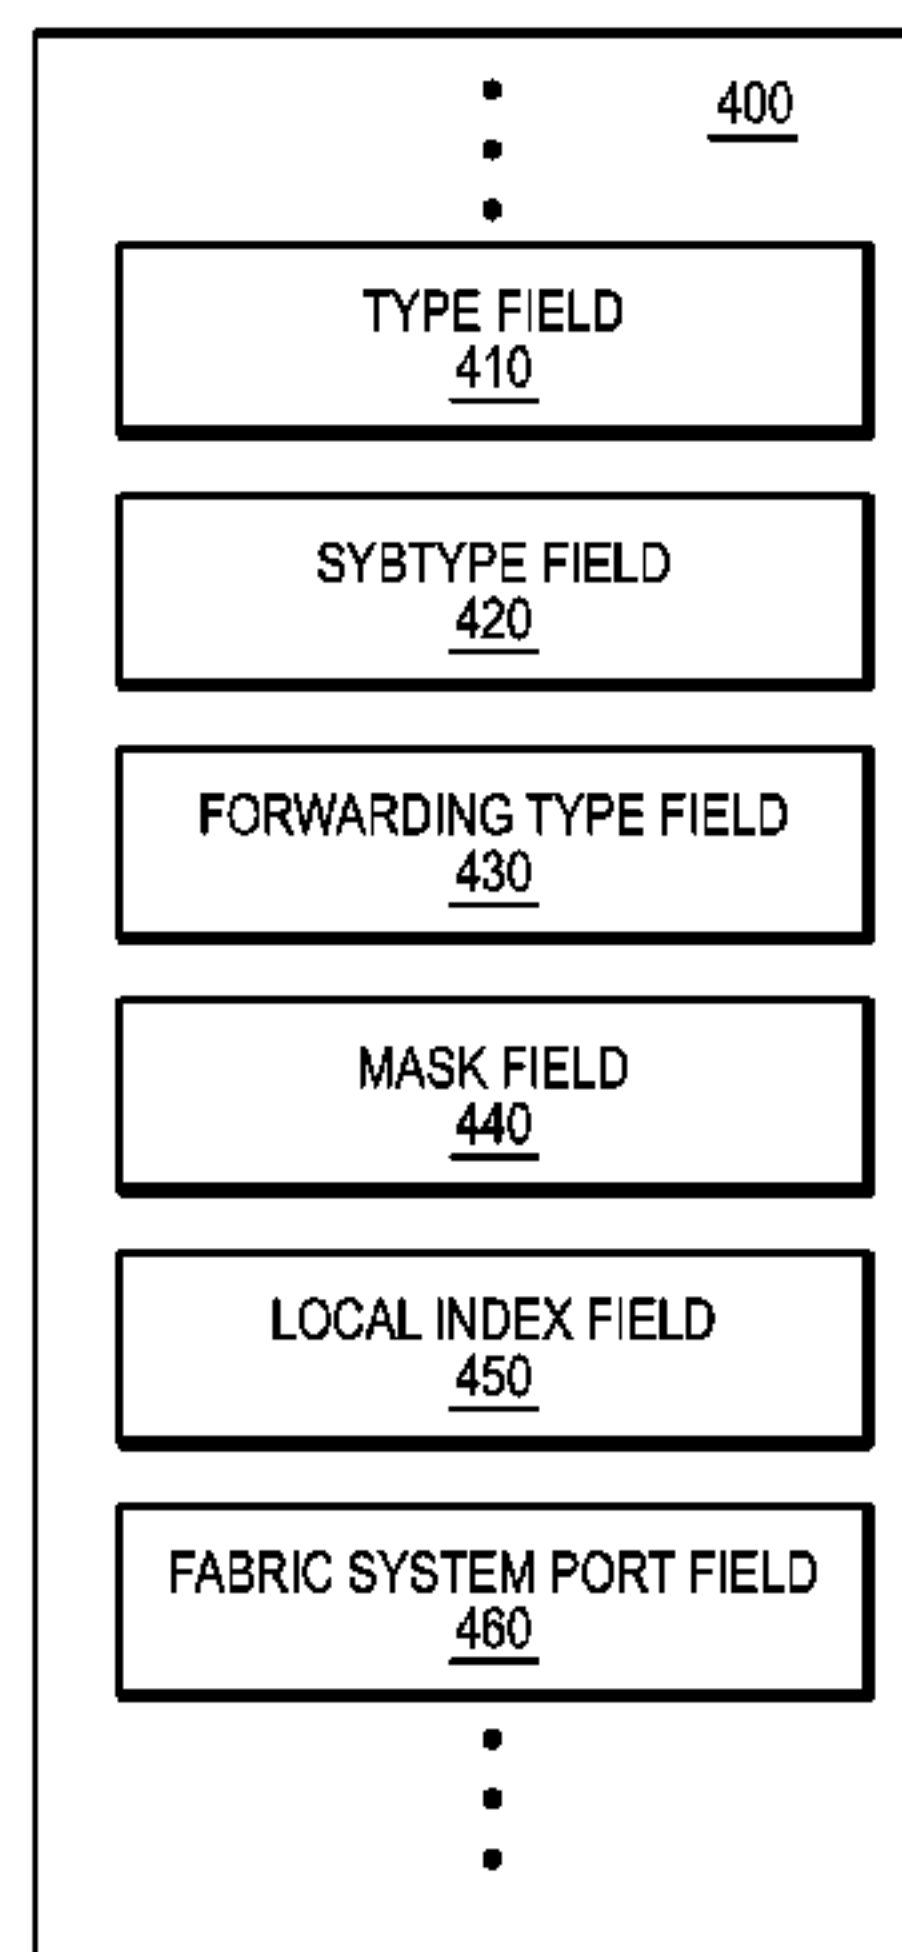 400
TYPE FIELD
410
SYBTYPE FIELD
420
FORWARDING TYPE FIELD
430
MASK FIELD
440
LOCAL INDEX FIELD
450
FABRIC SYSTEM PORT FIELD
460